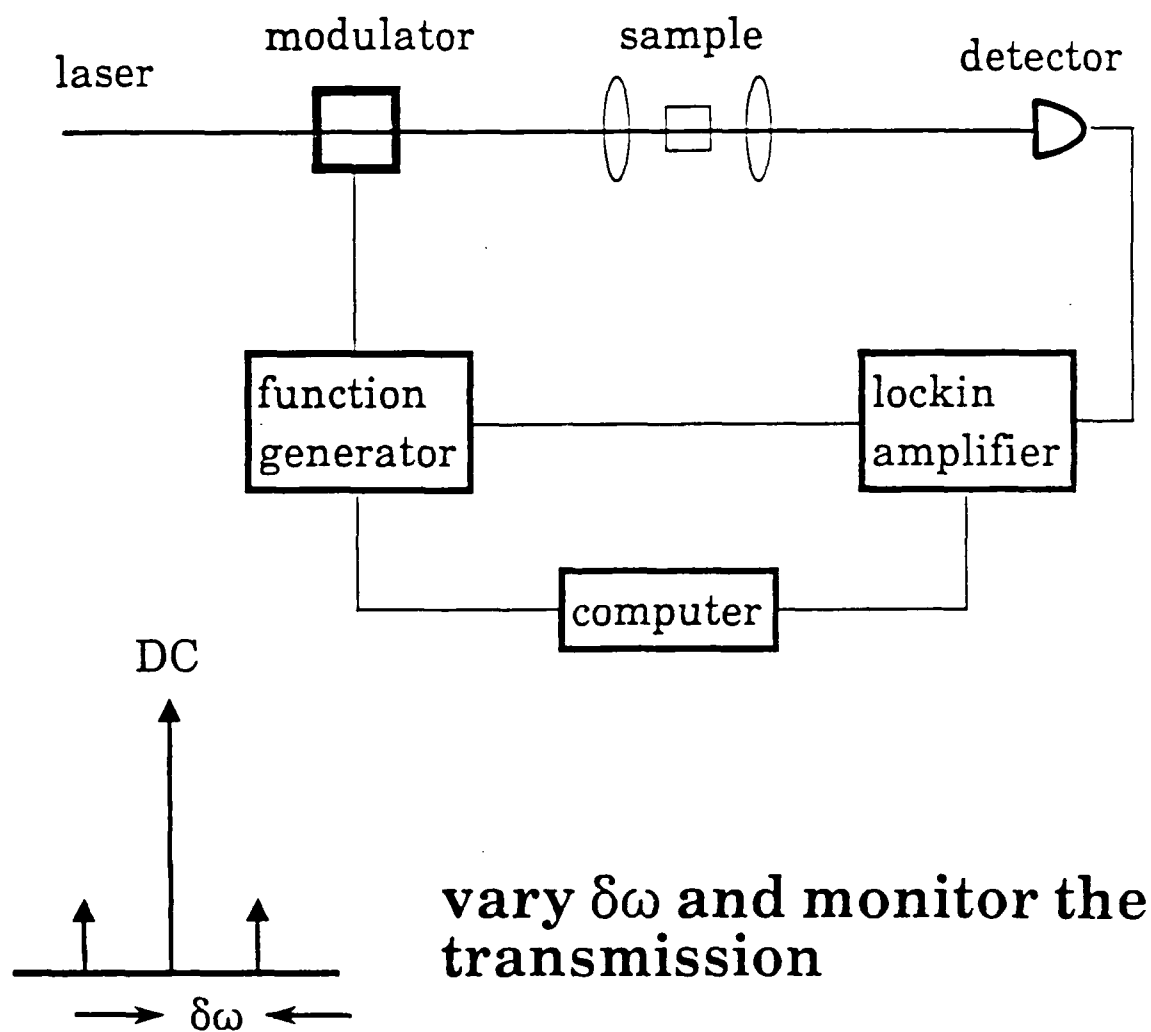 modulator
sample
detector
laser
function
generator
lockin
amplifier
computer
DC
vary δω and monitor the
transmission
δω